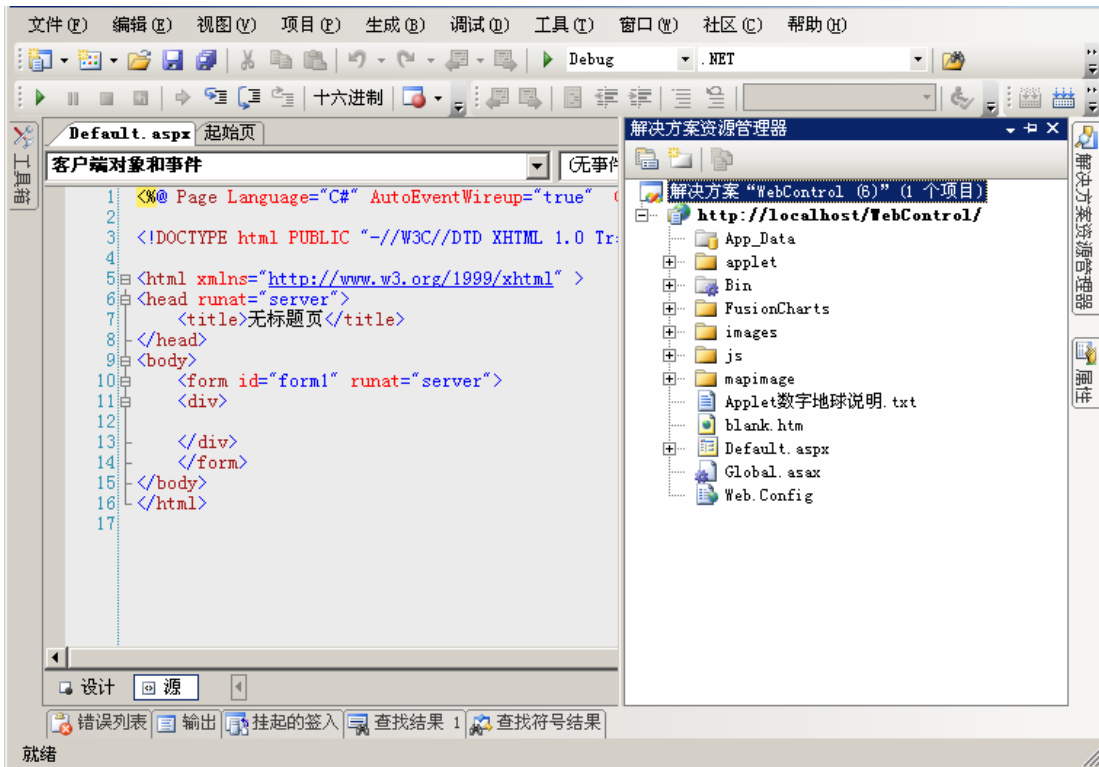 文件(F) 编辑(E) 视图(V) 项目(P) 生成(B) 调试(D) 工具(T) 窗口(W) 社区(C) 帮助(H)
Debug .NET
十六进制
工具箱
Default.aspx 起始页
客户端对象和事件 (无事件
1 <%@ Page Language="C#" AutoEventWireup="true"
2
3 <!DOCTYPE html PUBLIC "-//W3C//DTD XHTML 1.0 Tr
4
5 <html xmlns="http://www.w3.org/1999/xhtml" >
6 <head runat="server">
7 <title>无标题页</title>
8 </head>
9 <body>
10 <form id="form1" runat="server">
11 <div>
12
13 </div>
14 </form>
15 </body>
16 </html>
17
设计 源
解决方案资源管理器
解决方案“WebControl (6)”(1 个项目)
http://localhost/WebControl/
App_Data
applet
Bin
FusionCharts
images
js
mapimage
Applet数字地球说明.txt
blank.htm
Default.aspx
Global.asax
Web.Config
解决方案资源管理器
属性
错误列表 输出 挂起的签入 查找结果 1 查找符号结果
就绪